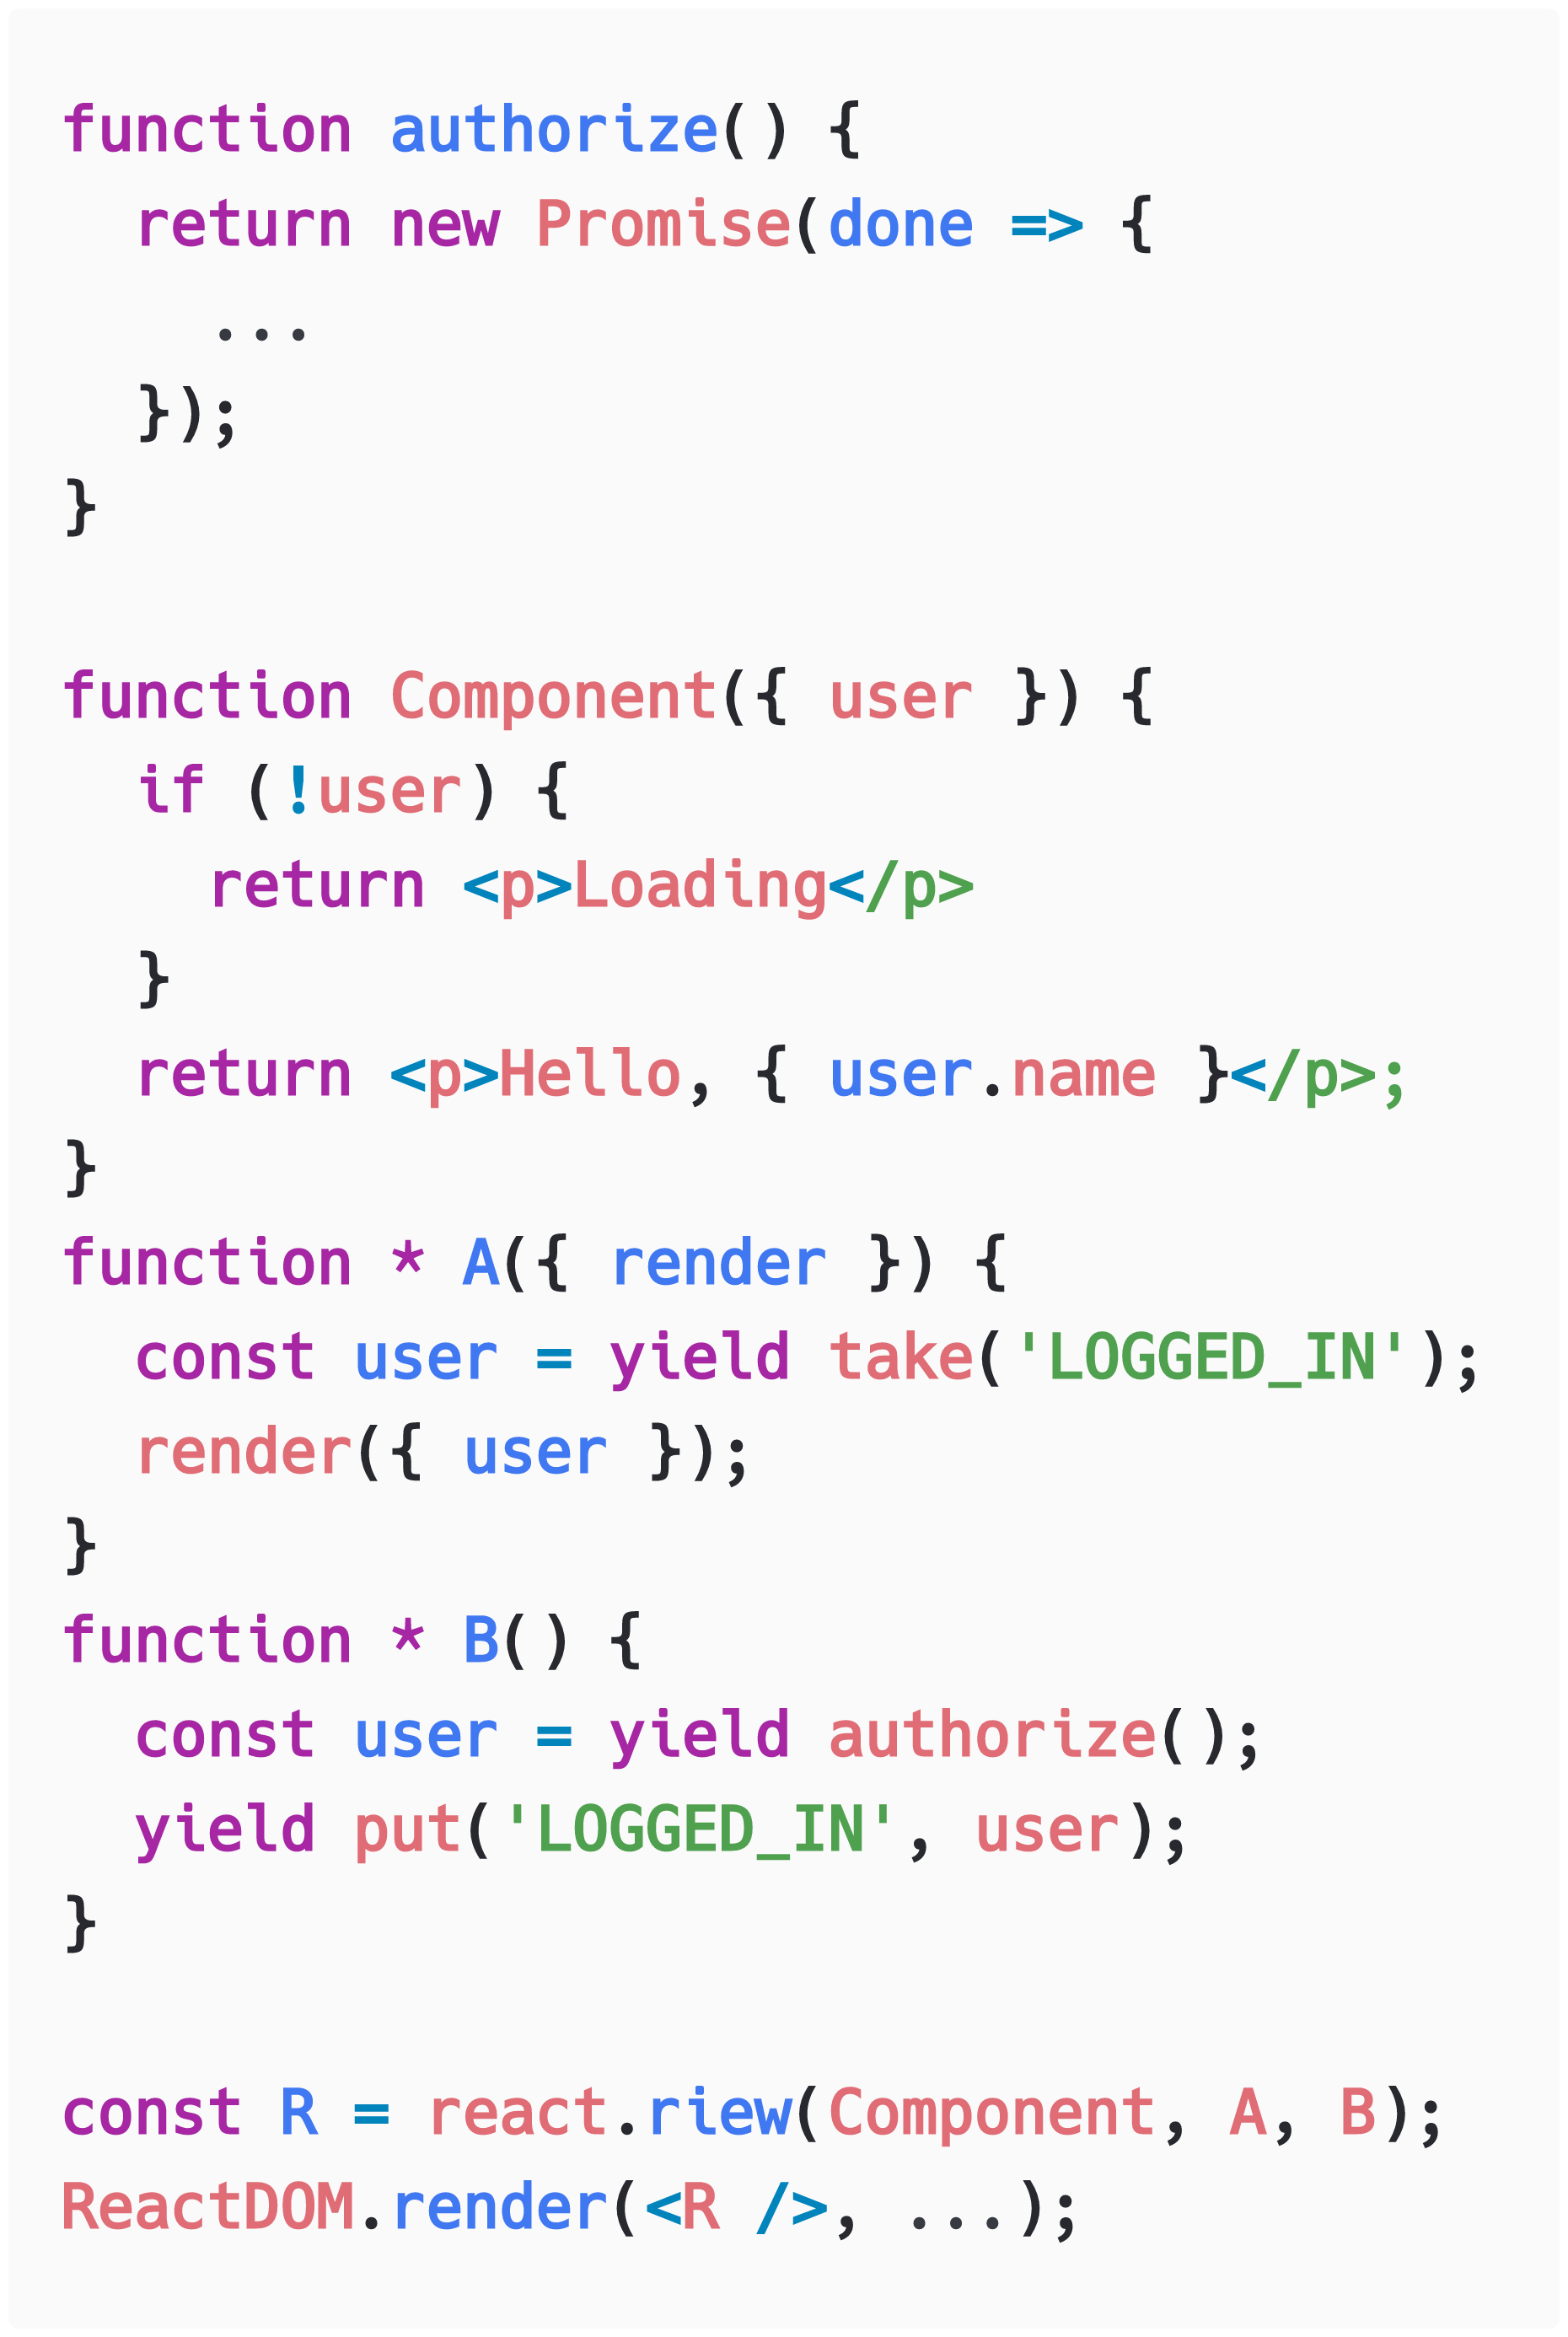 function authorize() {
  return new Promise(done => {
    ...
  });
}

function Component({ user }) {
  if (!user) {
    return <p>Loading</p>
  }
  return <p>Hello, { user.name }</p>;
}
function * A({ render }) {
  const user = yield take('LOGGED_IN');
  render({ user });
}
function * B() {
  const user = yield authorize();
  yield put('LOGGED_IN', user);
}

const R = react.riew(Component, A, B);
ReactDOM.render(<R />, ...);